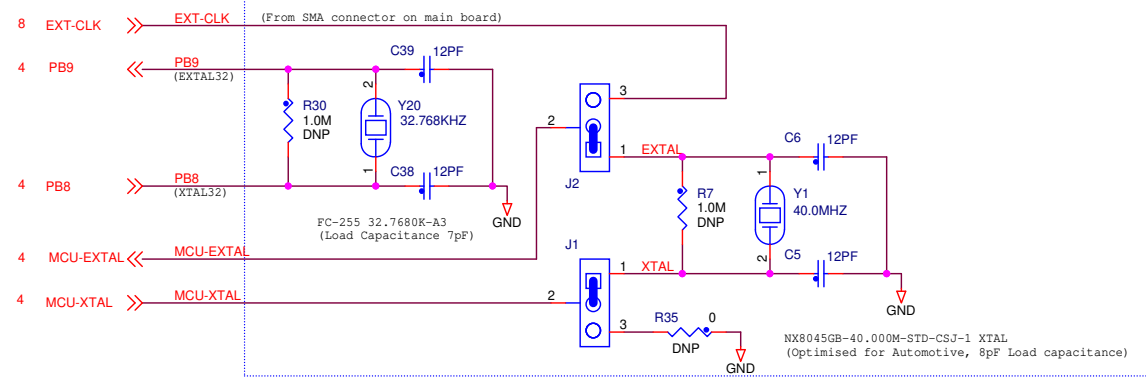 8 EXT-CLK EXT-CLK (From SMA connector on main board)
4 PB9 PB9
(EXTAL32)
C39 12PF
2
R30
1.0M
DNP
Y20
32.768KHZ
1
C38 12PF
4 PB8 PB8
(XTAL32)
GND
FC-255 32.7680K-A3
(Load Capacitance 7pF)
4 MCU-EXTAL MCU-EXTAL
4 MCU-XTAL MCU-XTAL
3
2
1 EXTAL
J2
C6 12PF
1
R7
1.0M
DNP
Y1
40.0MHZ
2
C5 12PF
GND
J1
1 XTAL
2
3
R35 0
DNP
GND
NX8045GB-40.000M-STD-CSJ-1 XTAL
(Optimised for Automotive, 8pF Load capacitance)